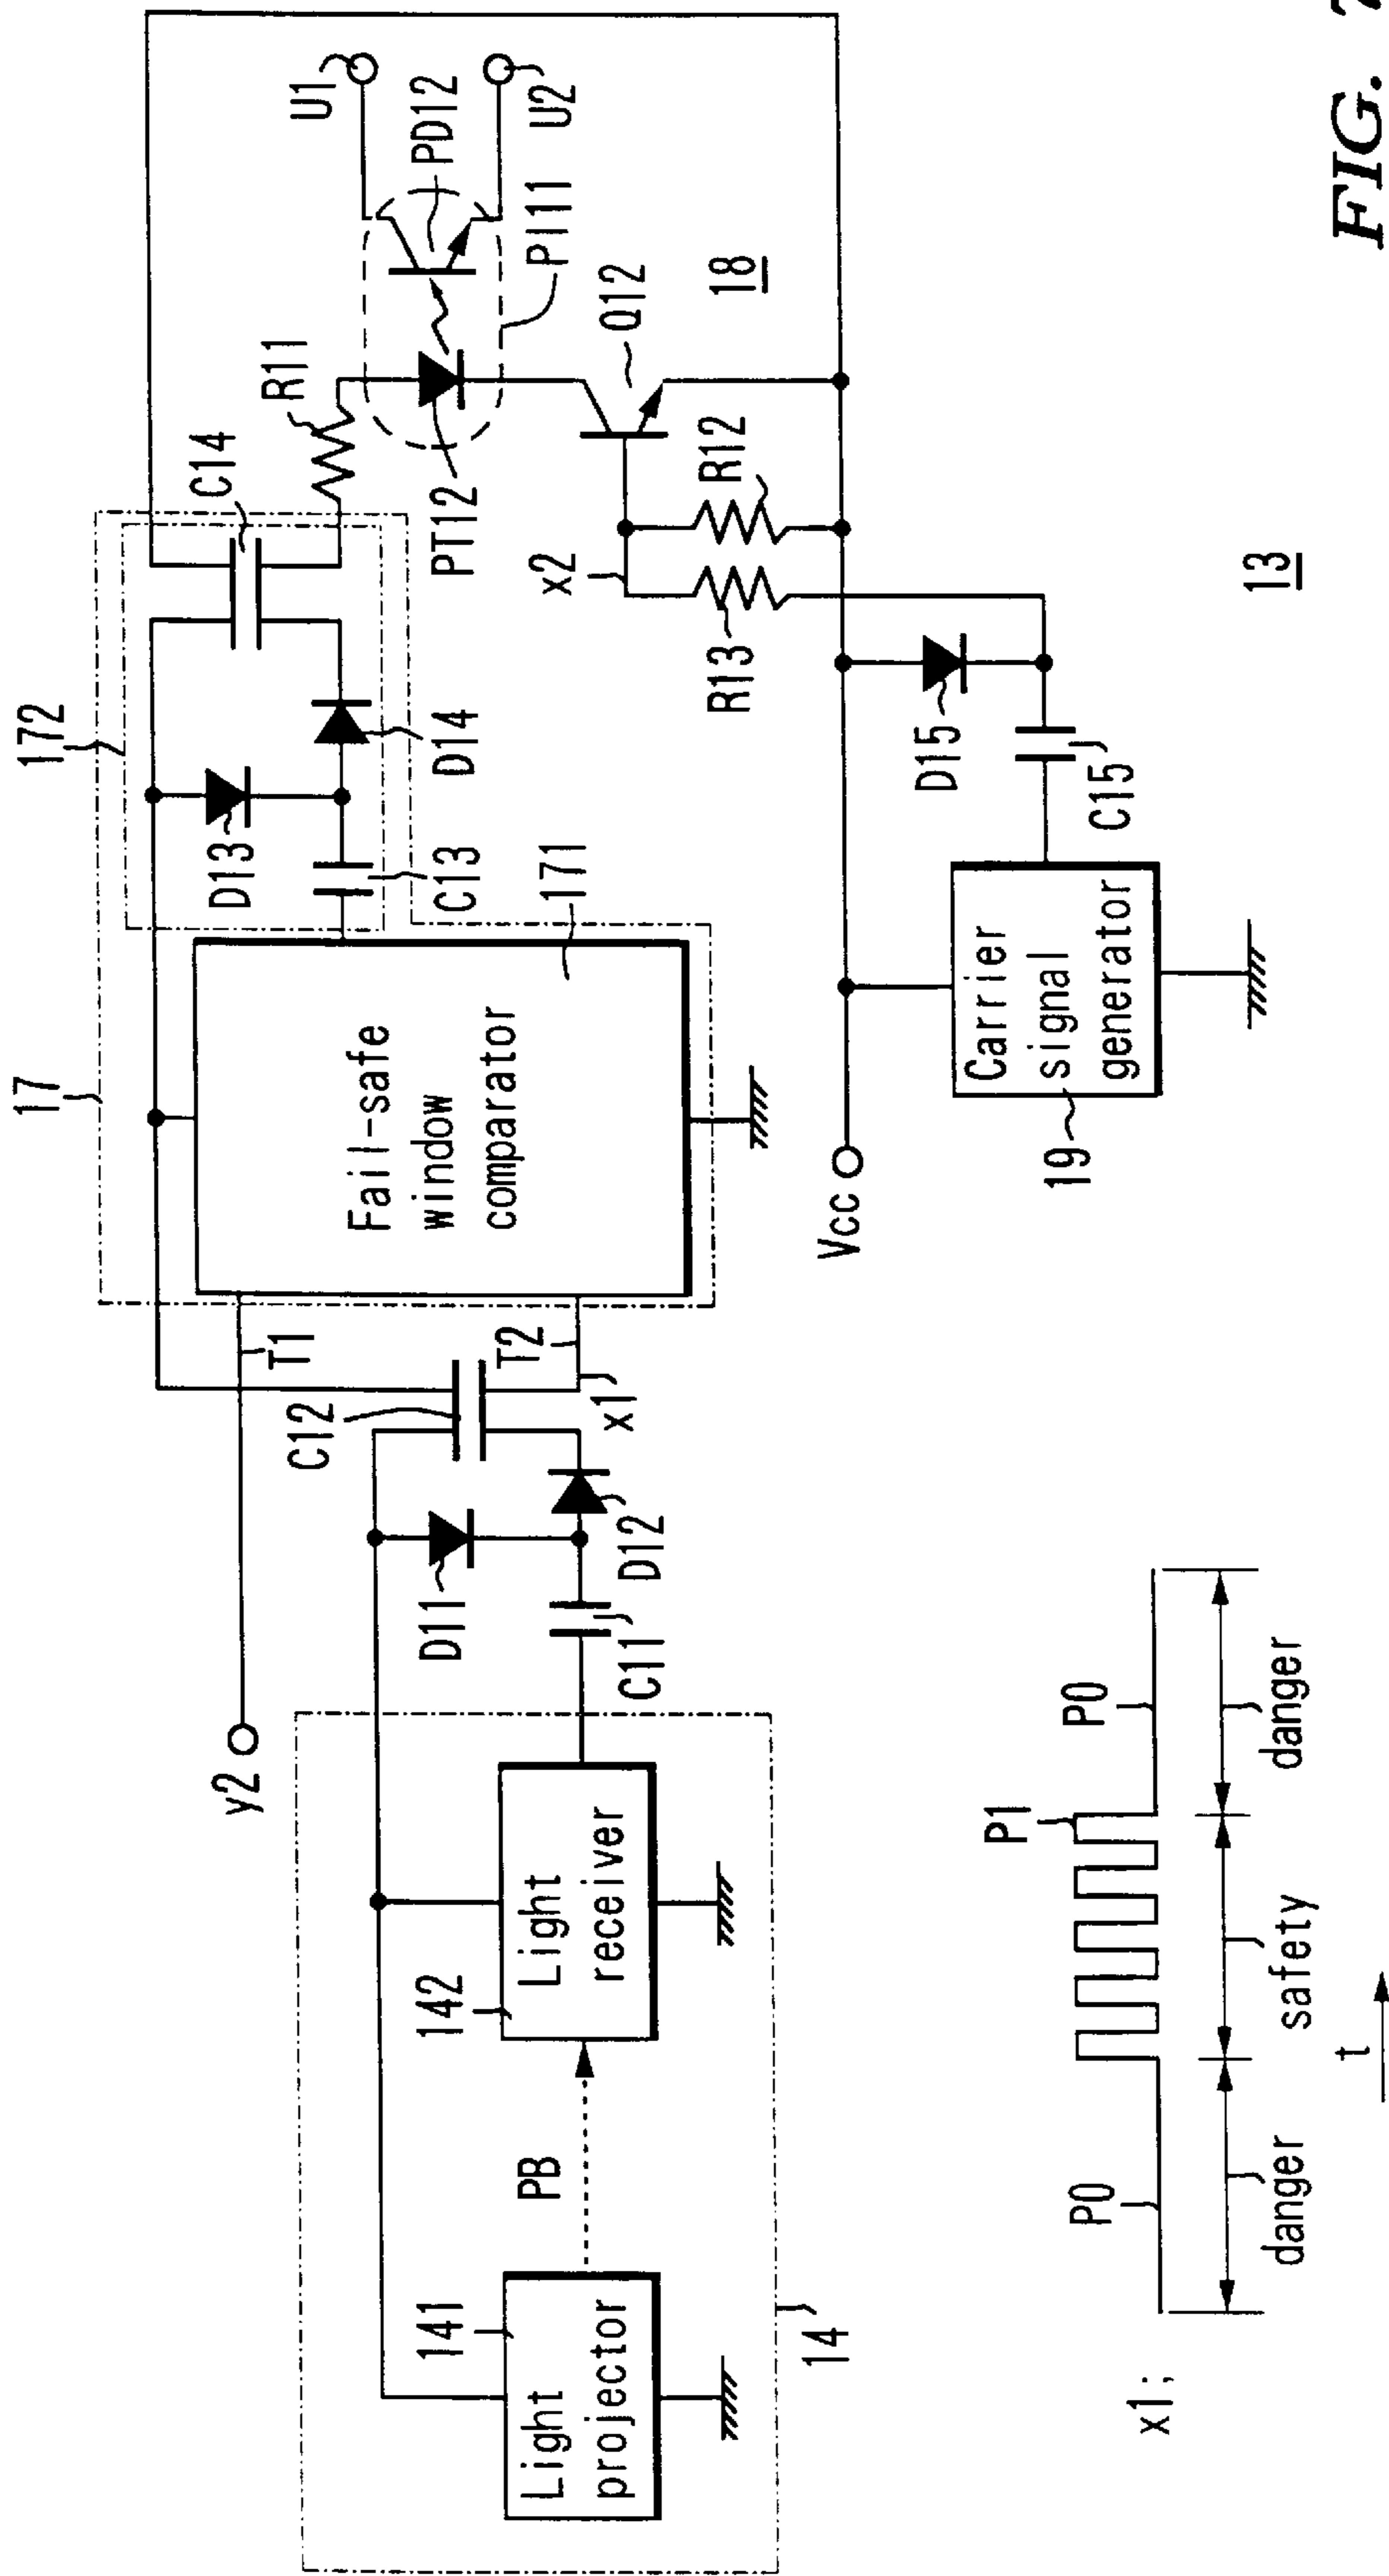 17
172
C14
R11
U1
PD12
U2
PI11
D13
D14
C13
PT12
Q12
18
171
Fail-safe
window
comparator
T1
T2
C12
x1
y2
D11
D12
C11
x2
R12
R13
D15
C15
13
Vcc
Carrier
signal
generator
19
142
Light
receiver
PB
141
Light
projector
14
x1;
P0
P1
P0
danger
safety
danger
t
FIG.